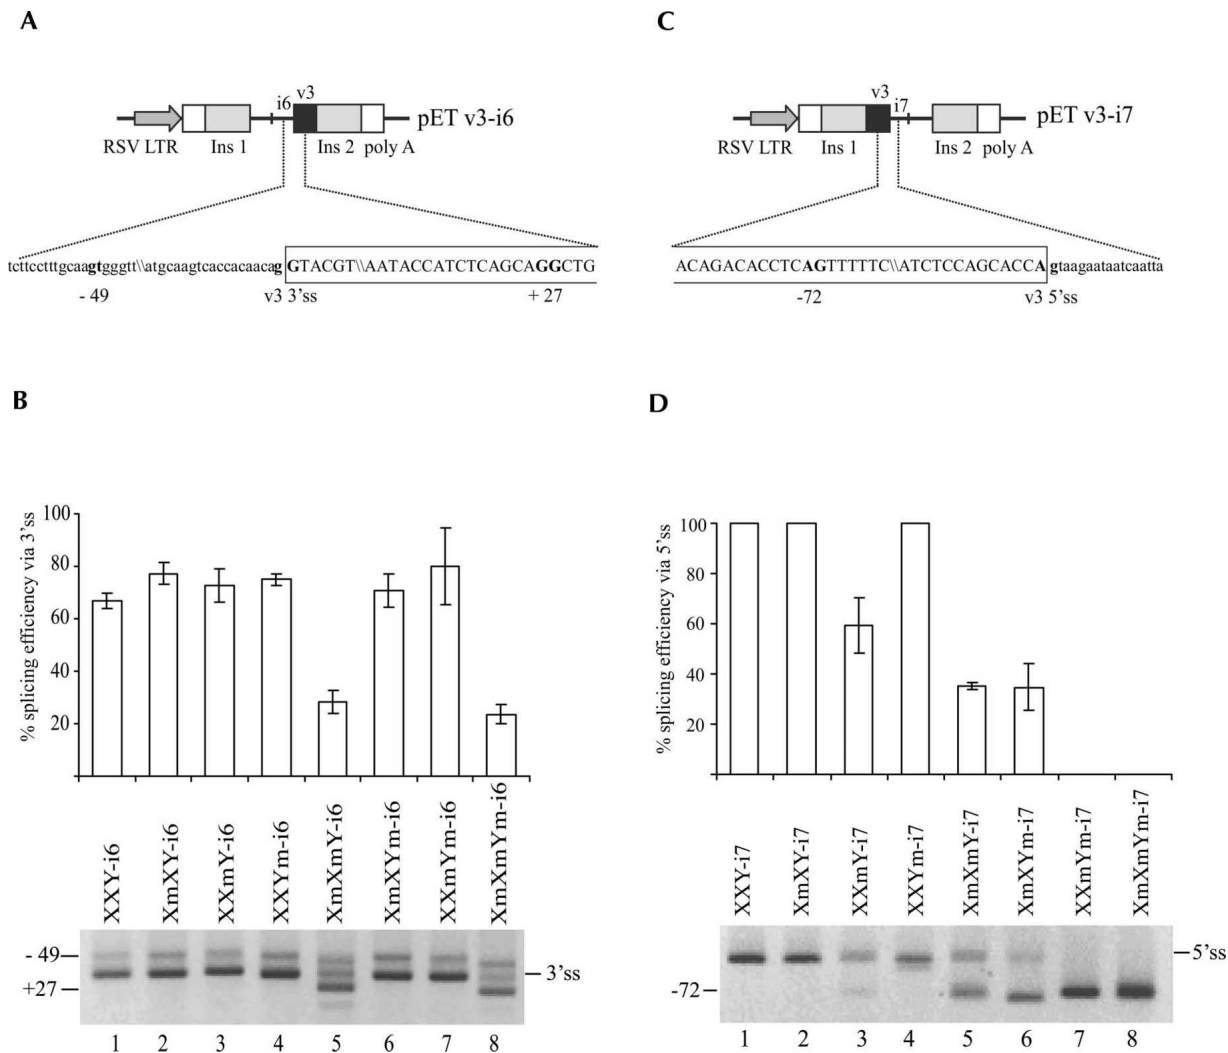 A
C
v3
i6
pET v3-i6
RSV LTR Ins 1 Ins 2 poly A
v3
i7
pET v3-i7
RSV LTR Ins 1 Ins 2 poly A
tcttcctttgcaagtgggtt\\atgcaagtcaccacaacag GTACGT\\AATACCATCTCAGCAGGCTG
- 49 v3 3'ss + 27
ACAGACACCTCAGTTTTTC\\ATCTCCAGCACCA gtaagaataatcaatta
-72 v3 5'ss
B
D
% splicing efficiency via 3'ss
100
80
60
40
20
XXY-i6
XmXY-i6
XXmY-i6
XXYm-i6
XmXmY-i6
XmXYm-i6
XXmYm-i6
XmXmYm-i6
- 49
+27
3'ss
1 2 3 4 5 6 7 8
% splicing efficiency via 5'ss
100
80
60
40
20
XXY-i7
XmXY-i7
XXmY-i7
XXYm-i7
XmXmY-i7
XmXYm-i7
XXmYm-i7
XmXmYm-i7
5'ss
-72
1 2 3 4 5 6 7 8